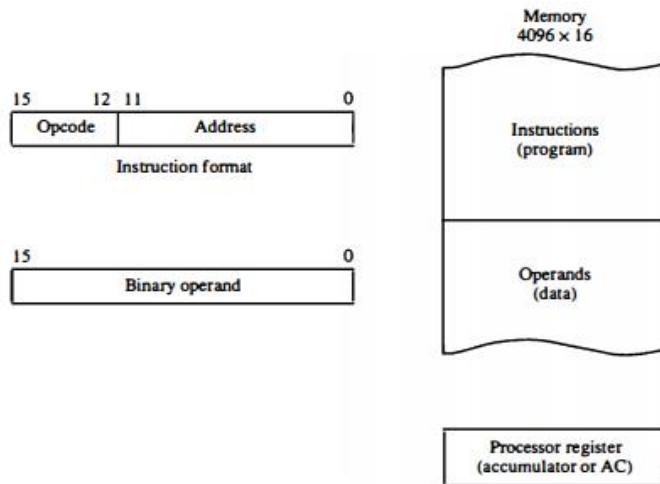 Memory
4096 × 16
15 12 11 0
Opcode Address
Instruction format
Instructions
(program)
15 0
Binary operand
Operands
(data)
Processor register
(accumulator or AC)